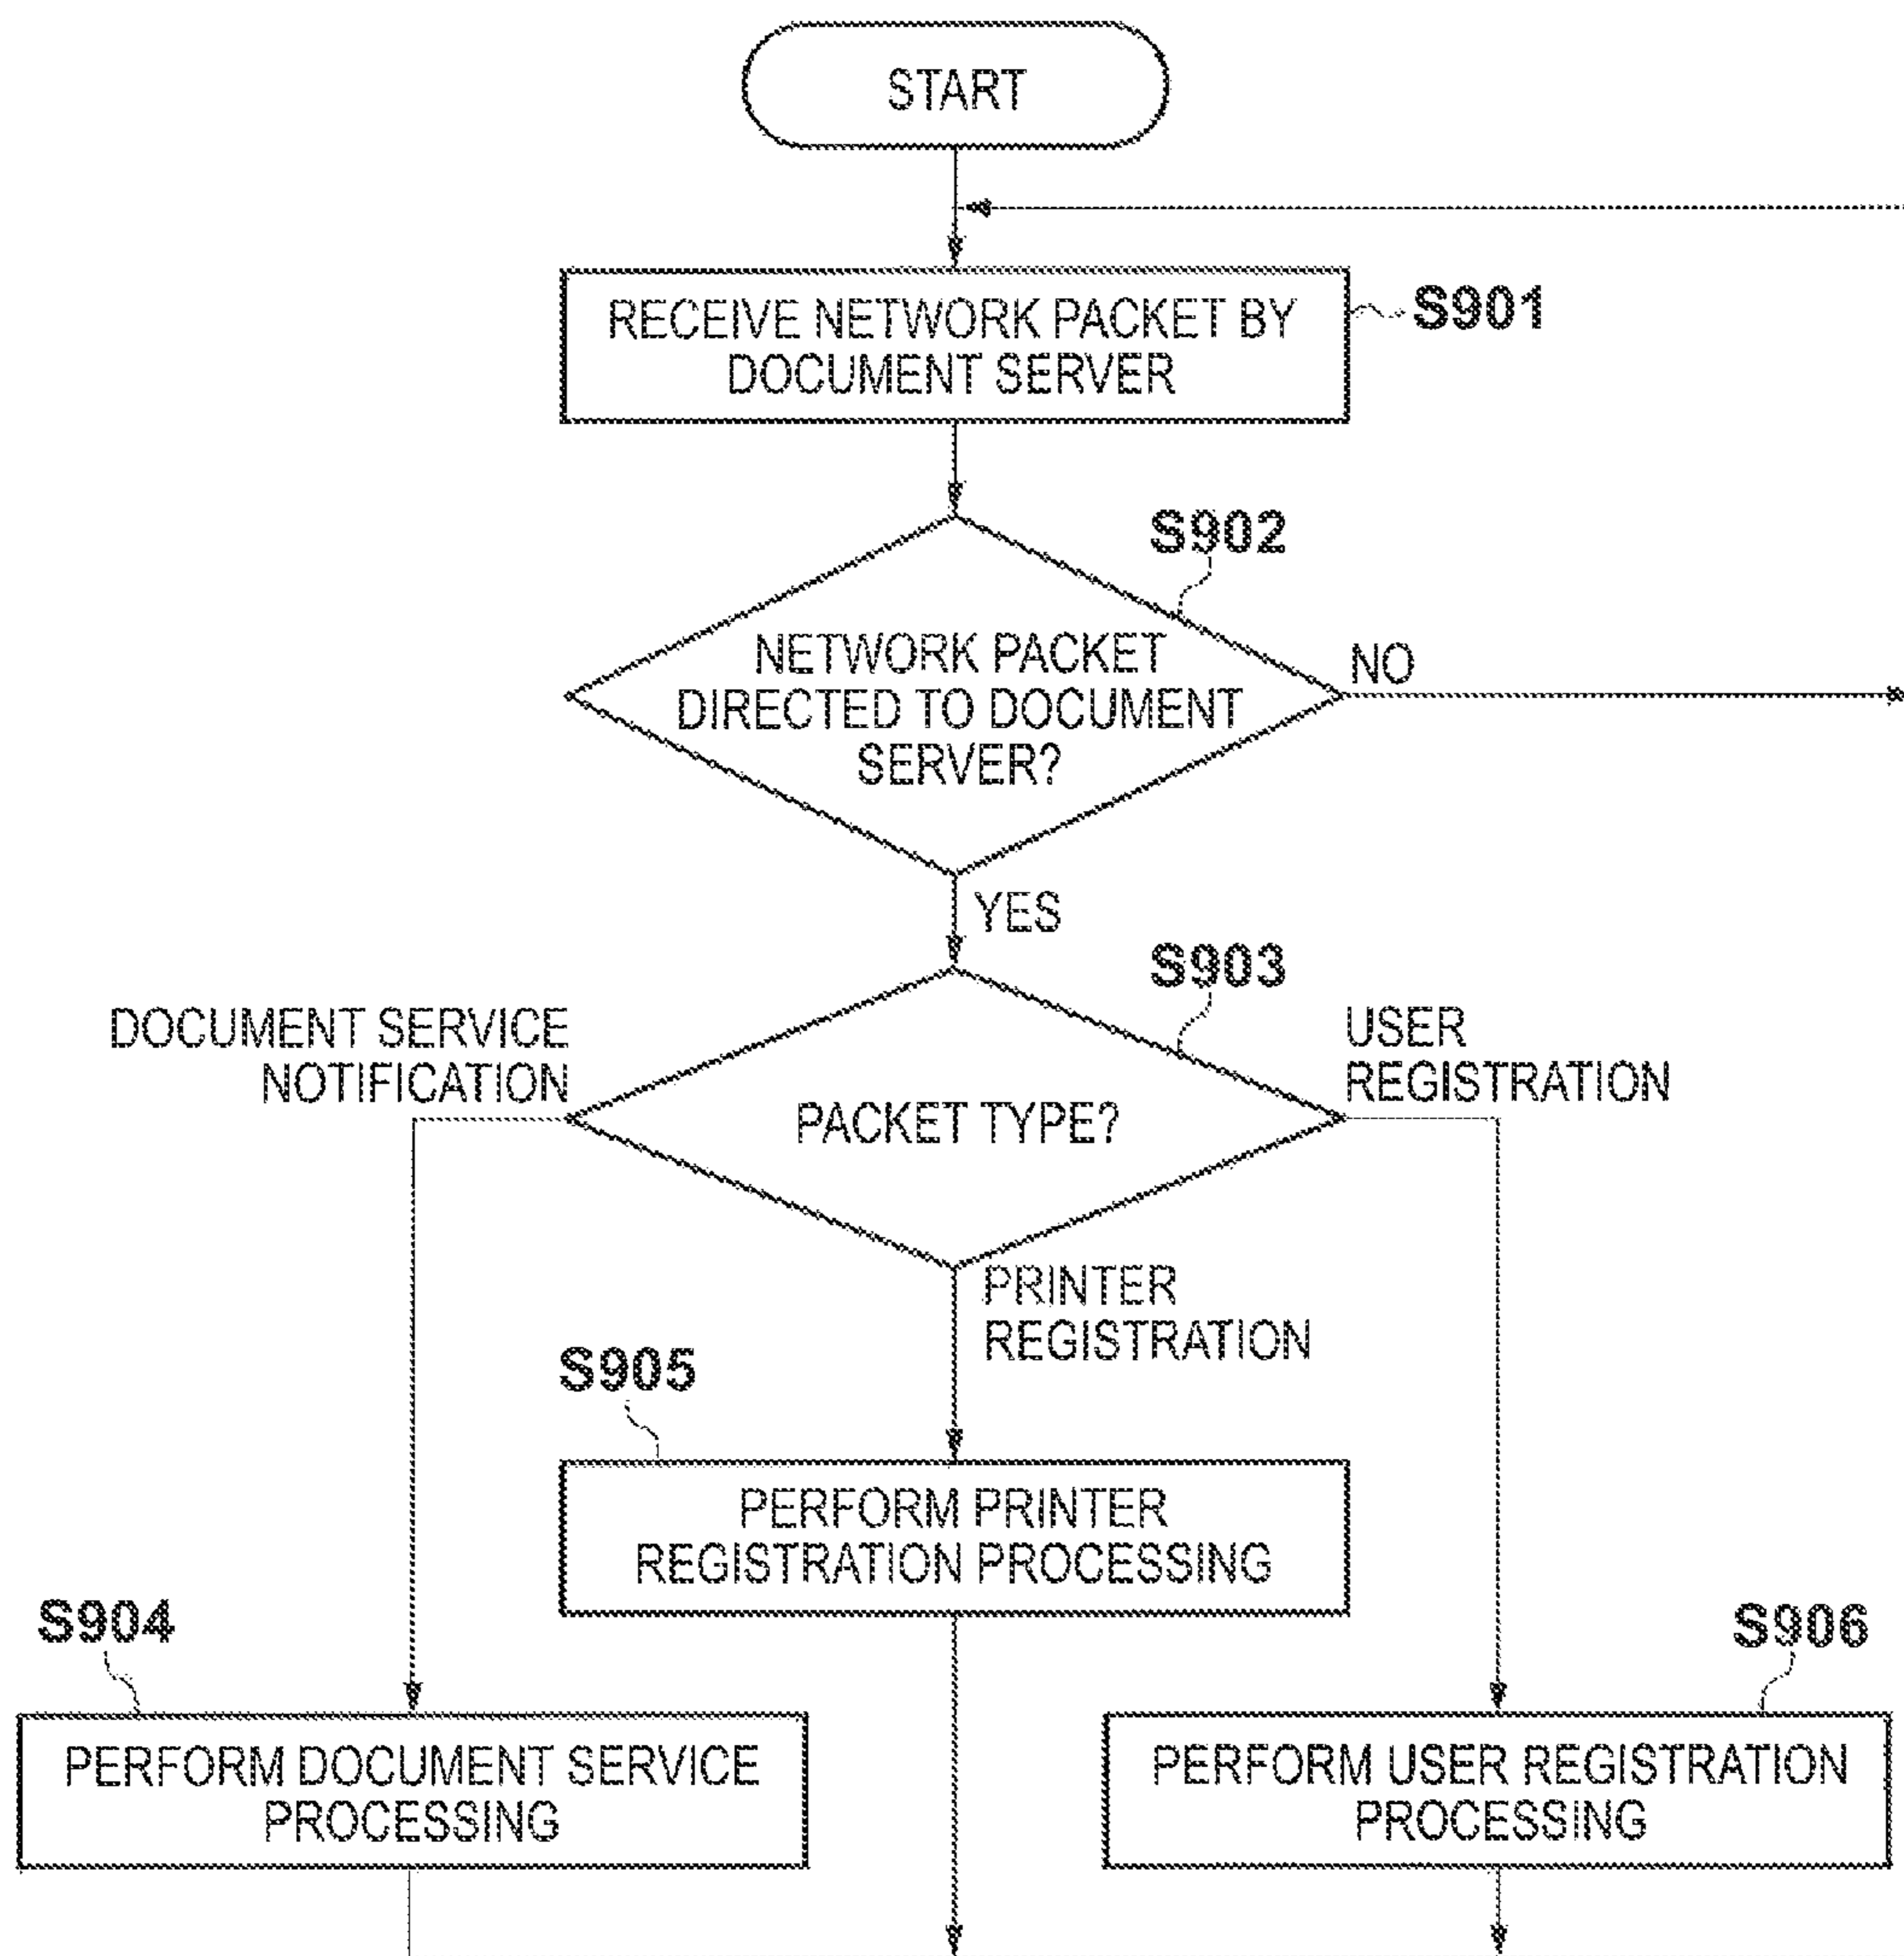 START
RECEIVE NETWORK PACKET BY
DOCUMENT SERVER
S901
S902
NETWORK PACKET
DIRECTED TO DOCUMENT
SERVER?
NO
YES
S903
DOCUMENT SERVICE
NOTIFICATION
USER
REGISTRATION
PACKET TYPE?
PRINTER
REGISTRATION
S905
PERFORM PRINTER
REGISTRATION PROCESSING
S904
S906
PERFORM DOCUMENT SERVICE
PROCESSING
PERFORM USER REGISTRATION
PROCESSING